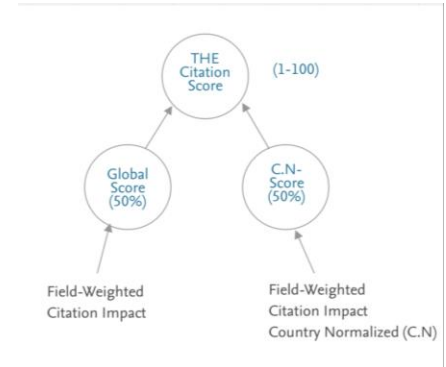 THE
Citation
Score
(1-100)
Global
Score
(50%)
C.N-
Score
(50%)
Field-Weighted
Citation Impact
Field-Weighted
Citation Impact
Country Normalized (C.N)